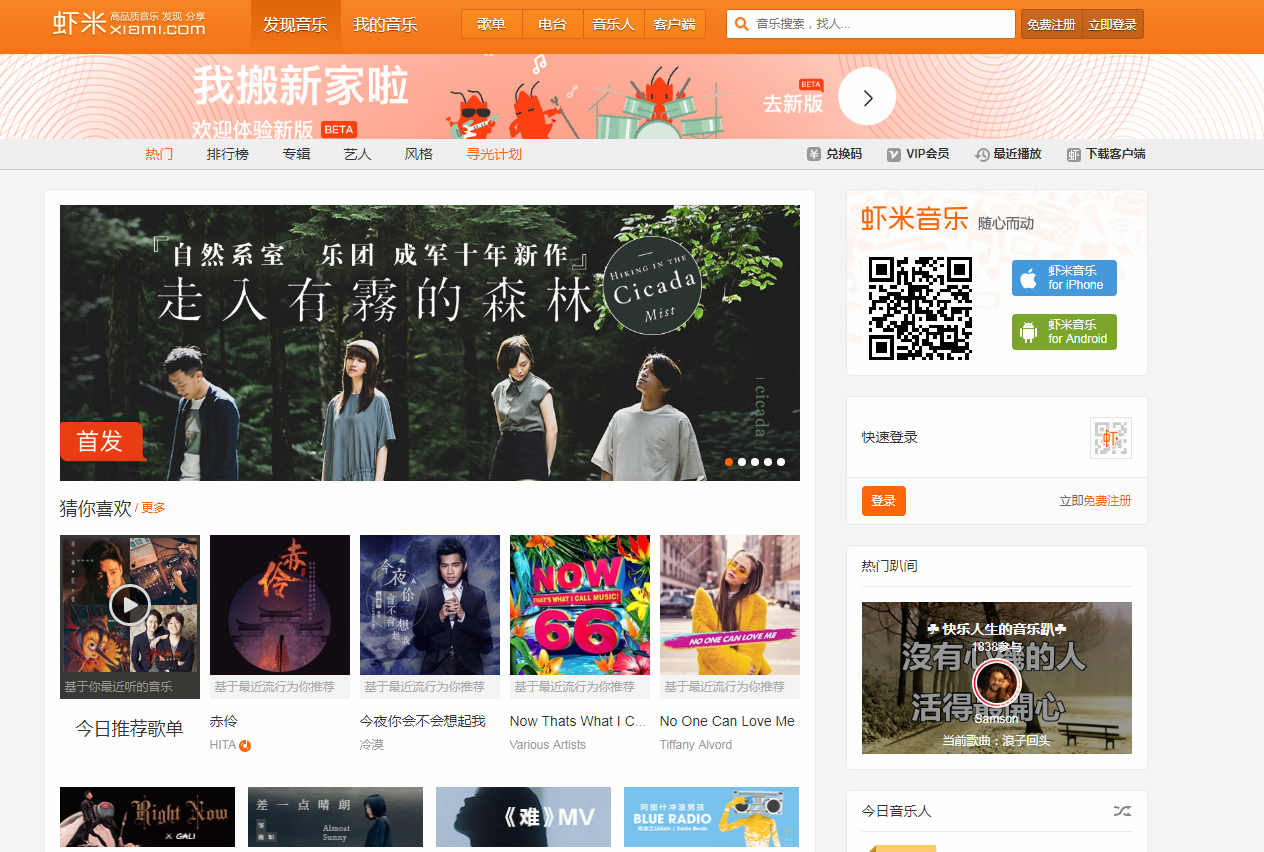 虾米 高品质音乐 发现 分享
xiami.com
发现音乐 我的音乐 歌单 电台 音乐人 客户端 音乐搜索，找人... 免费注册 立即登录
我搬新家啦
欢迎体验新版 BETA
BETA
去新版
热门 排行榜 专辑 艺人 风格 寻光计划 兑换码 VIP会员 最近播放 下载客户端
『自然系室 乐团 成军十年新作』
走入有霧的森林
HIKING IN THE
Cicada
Mist
cicada
首发
虾米音乐 随心而动
虾米音乐
for iPhone
虾米音乐
for Android
快速登录
登录 立即免费注册
猜你喜欢 / 更多
赤伶
今夜你会不会想起我
NOW
THAT'S WHAT I CALL MUSIC!
66
NO ONE CAN LOVE ME
基于你最近听的音乐
基于最近流行为你推荐
基于最近流行为你推荐
基于最近流行为你推荐
基于最近流行为你推荐
今日推荐歌单
赤伶
HITA
今夜你会不会想起我
冷漠
Now Thats What I C...
Various Artists
No One Can Love Me
Tiffany Alvord
热门趴间
快乐人生的音乐趴
1838参与
沒有心機的人
活得最開心
Samson
当前歌曲：浪子回头
Right Now
X GALI
差一点晴朗
Almost
Sunny
《难》MV
阿图什冲浪男孩
BLUE RADIO
今日音乐人